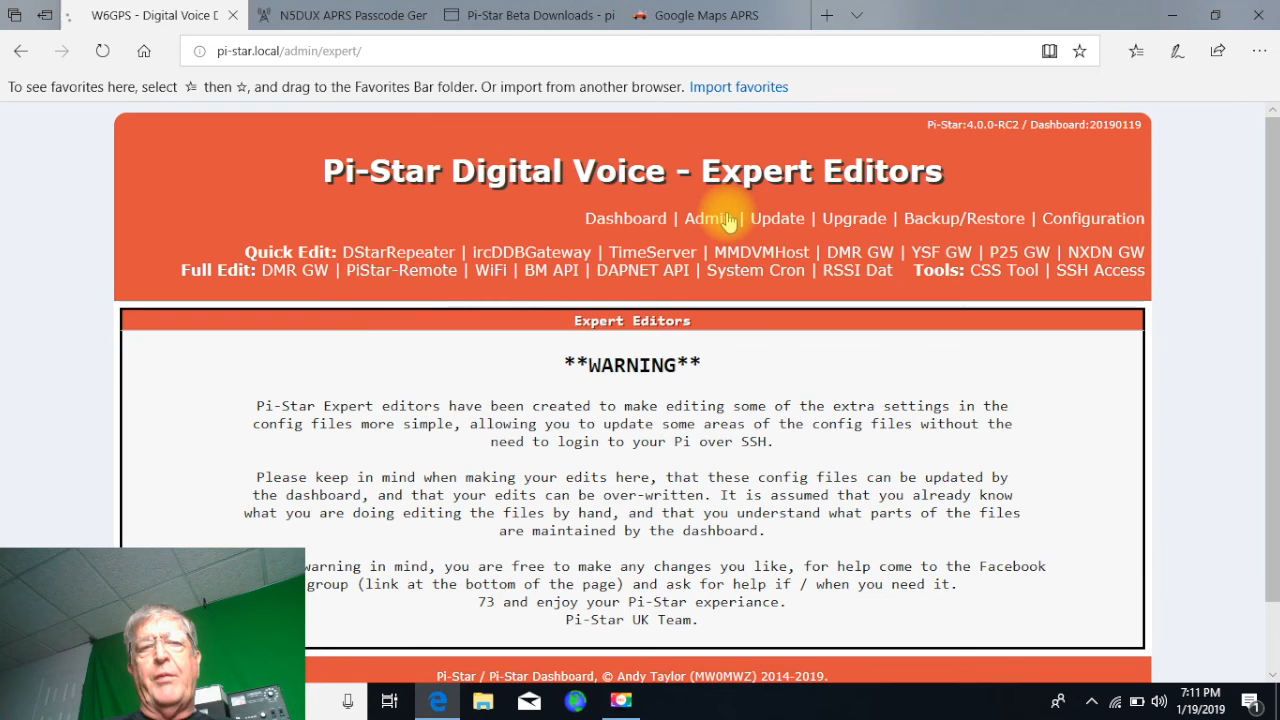 W6GPS - Digital Voice D
N5DUX APRS Passcode Ger
Pi-Star Beta Downloads - pi
Google Maps APRS
pi-star.local/admin/expert/
To see favorites here, select ☆ then ☆, and drag to the Favorites Bar folder. Or import from another browser. Import favorites
Pi-Star:4.0.0-RC2 / Dashboard:20190119
Pi-Star Digital Voice - Expert Editors
Dashboard | Admin | Update | Upgrade | Backup/Restore | Configuration
Quick Edit: DStarRepeater | ircDDBGateway | TimeServer | MMDVMHost | DMR GW | YSF GW | P25 GW | NXDN GW
Full Edit: DMR GW | PiStar-Remote | WiFi | BM API | DAPNET API | System Cron | RSSI Dat Tools: CSS Tool | SSH Access
Expert Editors
**WARNING**
Pi-Star Expert editors have been created to make editing some of the extra settings in the
config files more simple, allowing you to update some areas of the config files without the
need to login to your Pi over SSH.
Please keep in mind when making your edits here, that these config files can be updated by
the dashboard, and that your edits can be over-written. It is assumed that you already know
what you are doing editing the files by hand, and that you understand what parts of the files
are maintained by the dashboard.
warning in mind, you are free to make any changes you like, for help come to the Facebook
group (link at the bottom of the page) and ask for help if / when you need it.
73 and enjoy your Pi-Star experiance.
Pi-Star UK Team.
Pi-Star / Pi-Star Dashboard, © Andy Taylor (MW0MWZ) 2014-2019.
7:11 PM
1/19/2019